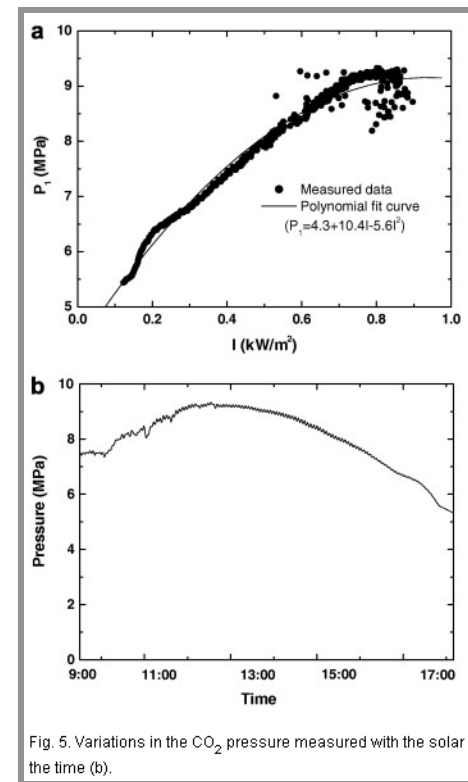 a
10
9
8
7
6
5
P1 (MPa)
Measured data
Polynomial fit curve
(P1=4.3+10.4I-5.6I2)
0.0 0.2 0.4 0.6 0.8 1.0
I (kW/m2)
b
10
8
6
4
2
0
Pressure (MPa)
9:00 11:00 13:00 15:00 17:00
Time
Fig. 5. Variations in the CO2 pressure measured with the solar
the time (b).